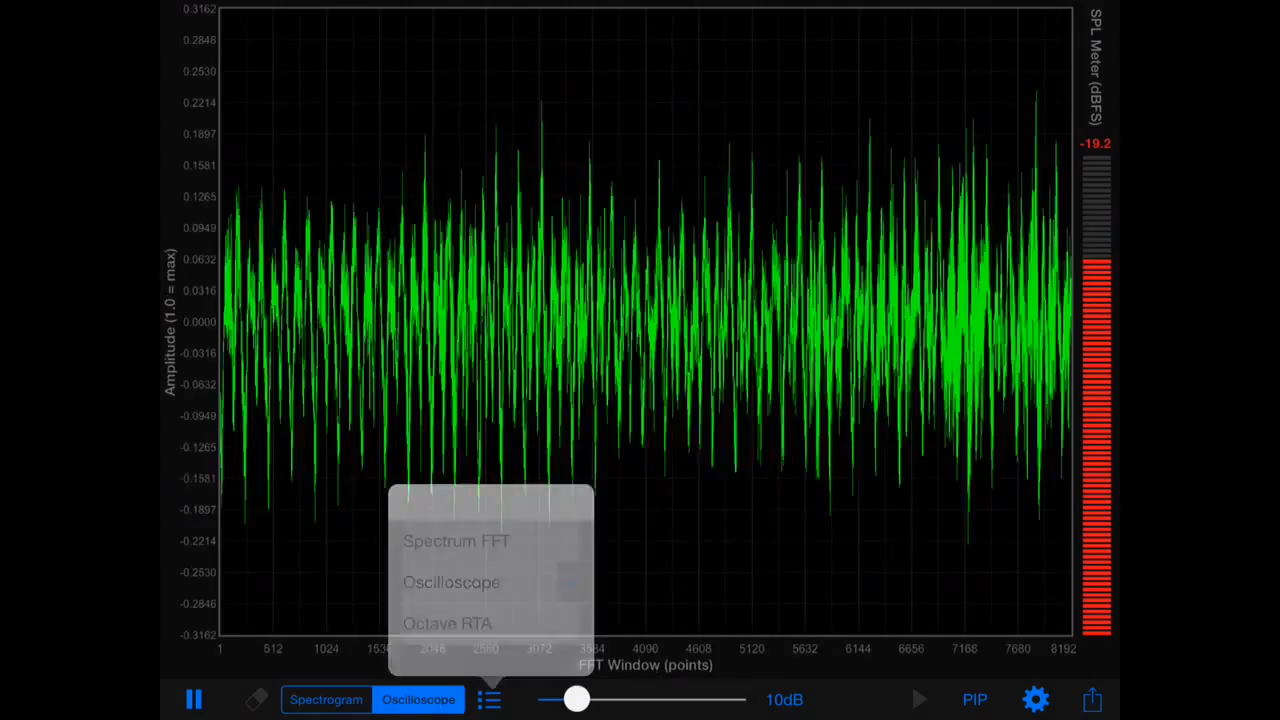 0.3162
0.2848
0.2530
0.2214
0.1897
0.1581
0.1265
0.0949
0.0632
0.0316
0.0000
-0.0316
-0.0632
-0.0949
-0.1265
-0.1581
-0.1897
-0.2214
-0.2530
-0.2846
-0.3162
Amplitude (1.0 = max)
SPL Meter (dBFS)
-19.2
Spectrum FFT
Oscilloscope
Octave RTA
1 512 1024 1536 2048 2560 3072 3584 4090 4608 5120 5632 6144 6656 7168 7680 8192
FFT Window (points)
Spectrogram Oscilloscope 10dB PIP